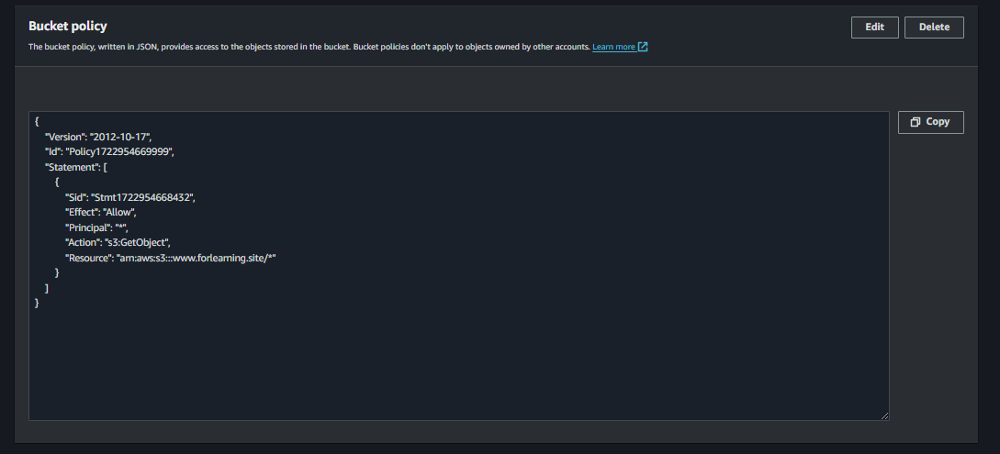 Bucket policy
Edit
Delete
The bucket policy, written in JSON, provides access to the objects stored in the bucket. Bucket policies don't apply to objects owned by other accounts. Learn more
Copy
{
"Version": "2012-10-17",
"Id": "Policy1722954669999",
"Statement": [
{
"Sid": "Stmt1722954668432",
"Effect": "Allow",
"Principal": "*",
"Action": "s3:GetObject",
"Resource": "arn:aws:s3:::www.forlearning.site/*"
}
]
}